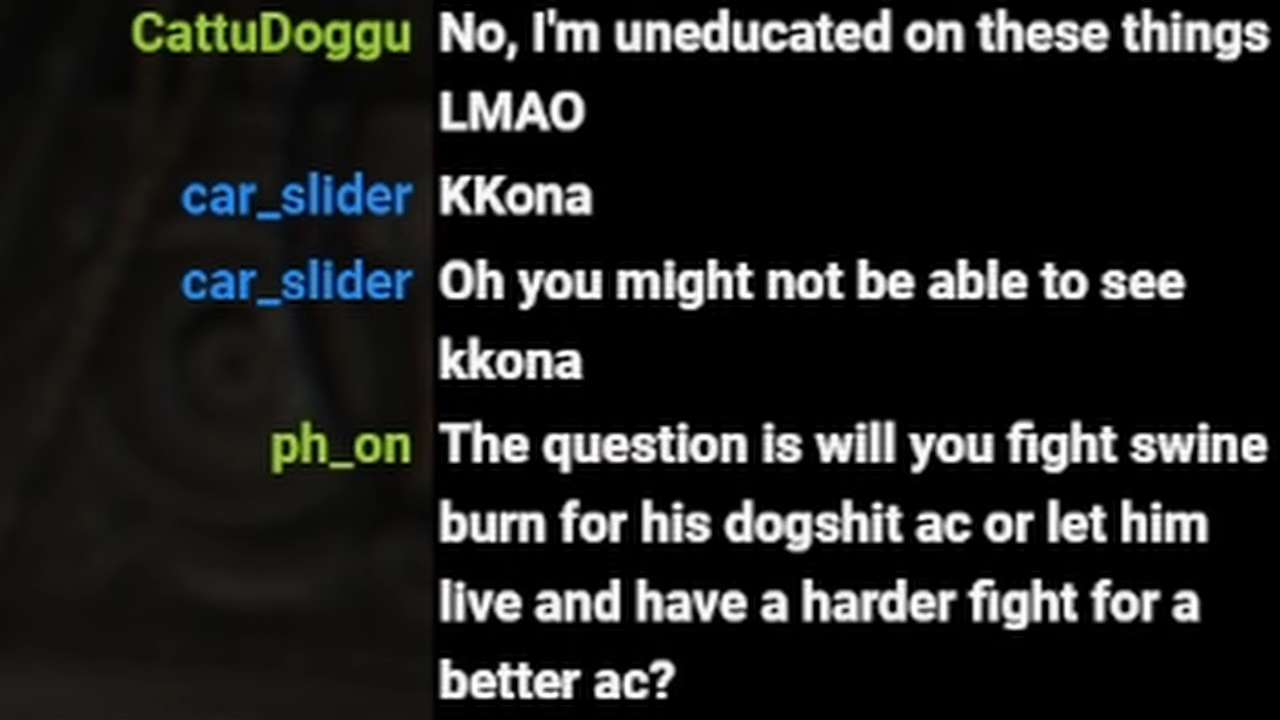 CattuDoggu No, I'm uneducated on these things
LMAO
car_slider KKona
car_slider Oh you might not be able to see
kkona
ph_on The question is will you fight swine
burn for his dogshit ac or let him
live and have a harder fight for a
better ac?